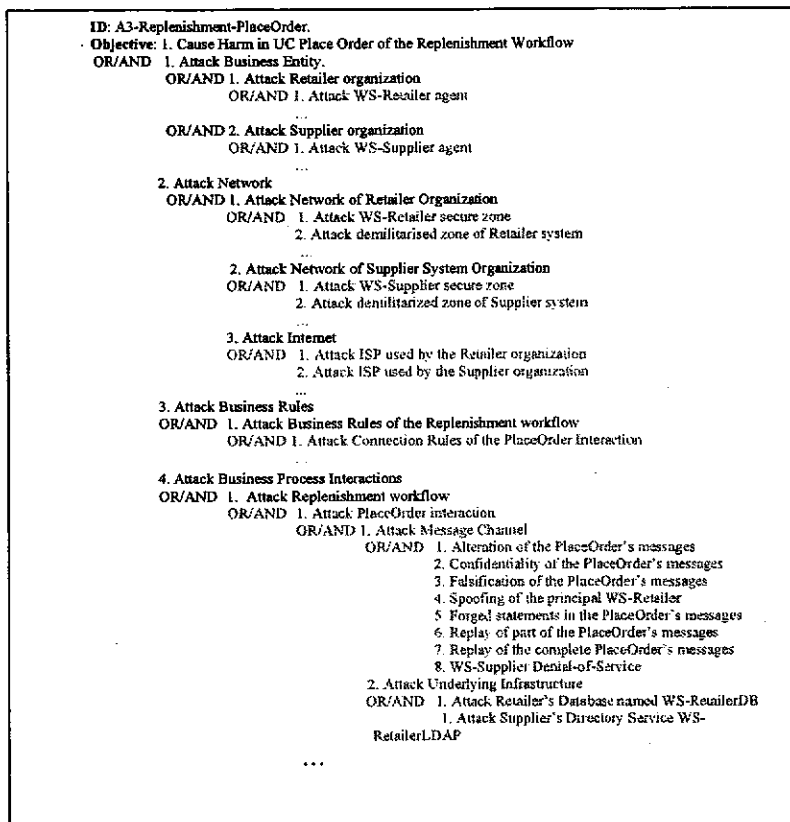 ID: A3-Replenishment-PlaceOrder.
Objective: 1. Cause Harm in UC Place Order of the Replenishment Workflow
OR/AND 1. Attack Business Entity.
OR/AND 1. Attack Retailer organization
OR/AND 1. Attack WS-Retailer agent
...
OR/AND 2. Attack Supplier organization
OR/AND 1. Attack WS-Supplier agent
...
2. Attack Network
OR/AND 1. Attack Network of Retailer Organization
OR/AND 1. Attack WS-Retailer secure zone
2. Attack demilitarised zone of Retailer system
...
2. Attack Network of Supplier System Organization
OR/AND 1. Attack WS-Supplier secure zone
2. Attack demilitarized zone of Supplier system
...
3. Attack Internet
OR/AND 1. Attack ISP used by the Retailer organization
2. Attack ISP used by the Supplier organization
...
3. Attack Business Rules
OR/AND 1. Attack Business Rules of the Replenishment workflow
OR/AND 1. Attack Connection Rules of the PlaceOrder Interaction
...
4. Attack Business Process Interactions
OR/AND 1. Attack Replenishment workflow
OR/AND 1. Attack PlaceOrder interaction
OR/AND 1. Attack Message Channel
OR/AND 1. Alteration of the PlaceOrder's messages
2. Confidentiality of the PlaceOrder's messages
3. Falsification of the PlaceOrder's messages
4. Spoofing of the principal WS-Retailer
5 Forged statements in the PlaceOrder's messages
6. Replay of part of the PlaceOrder's messages
7. Replay of the complete PlaceOrder's messages
8. WS-Supplier Denial-of-Service
2. Attack Underlying Infrastructure
OR/AND 1. Attack Retailer's Database named WS-RetailerDB
1. Attack Supplier's Directory Service WS-
RetailerLDAP
...